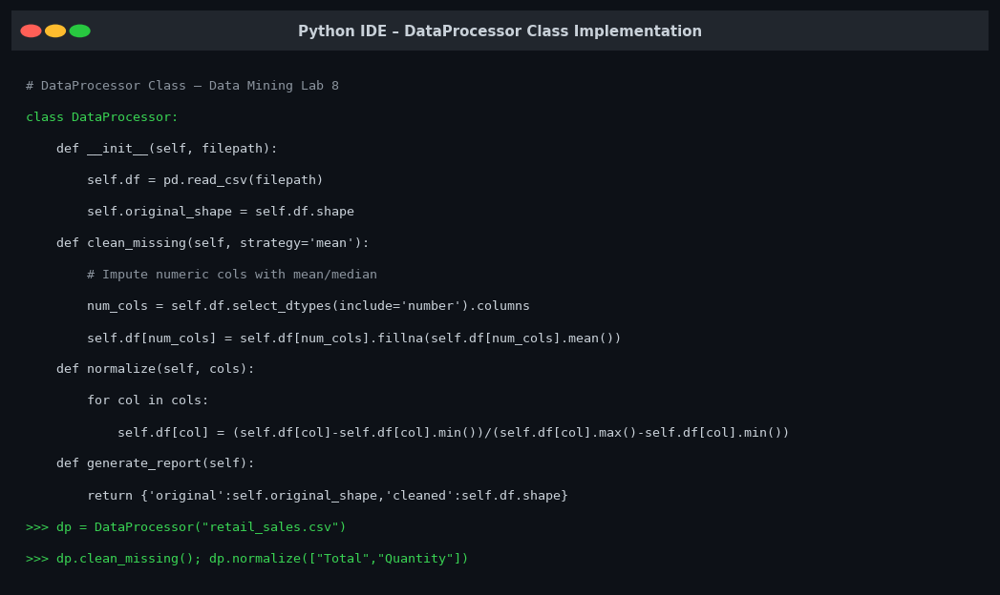 Python IDE – DataProcessor Class Implementation
# DataProcessor Class — Data Mining Lab 8
class DataProcessor:
    def __init__(self, filepath):
        self.df = pd.read_csv(filepath)
        self.original_shape = self.df.shape
    def clean_missing(self, strategy='mean'):
        # Impute numeric cols with mean/median
        num_cols = self.df.select_dtypes(include='number').columns
        self.df[num_cols] = self.df[num_cols].fillna(self.df[num_cols].mean())
    def normalize(self, cols):
        for col in cols:
            self.df[col] = (self.df[col]-self.df[col].min())/(self.df[col].max()-self.df[col].min())
    def generate_report(self):
        return {'original':self.original_shape,'cleaned':self.df.shape}
>>> dp = DataProcessor("retail_sales.csv")
>>> dp.clean_missing(); dp.normalize(["Total","Quantity"])